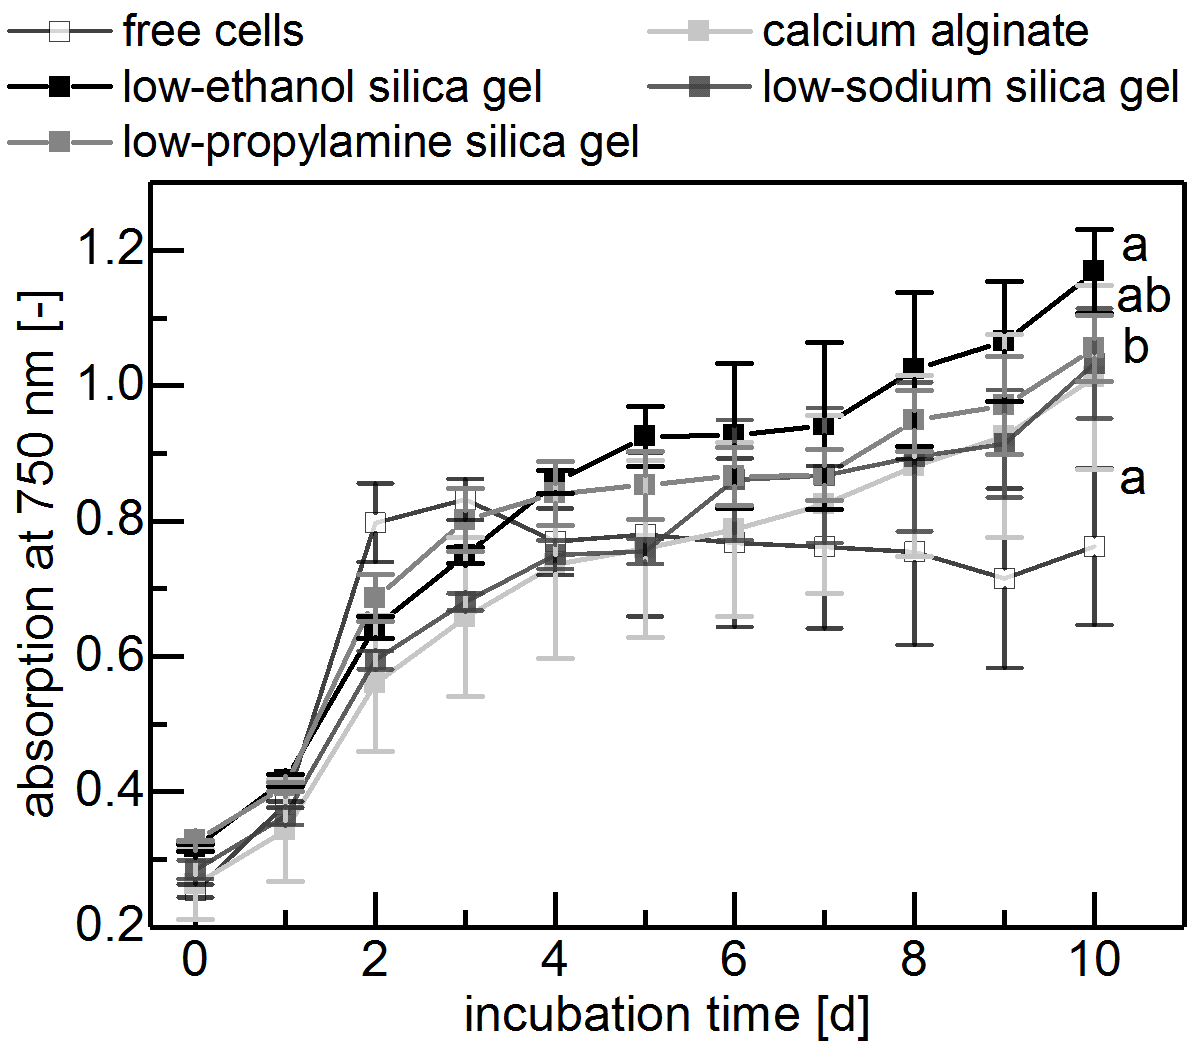 free cells
calcium alginate
low-ethanol silica gel
low-sodium silica gel
low-propylamine silica gel
absorption at 750 nm [-]
1.2
1.0
0.8
0.6
0.4
0.2
a
ab
b
a
0 2 4 6 8 10
incubation time [d]